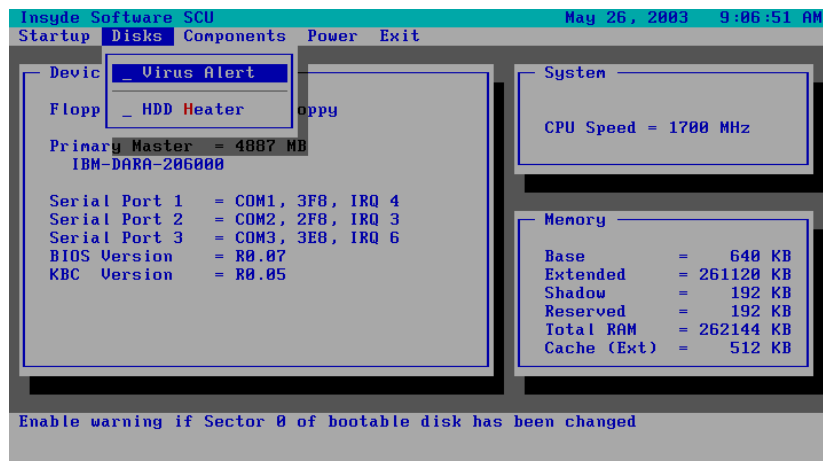 Insyde Software SCU May 26, 2003 9:06:51 AM
Startup Disks Components Power Exit
Devic
_ Virus Alert
Flopp _ HDD Heater oppy
Primary Master = 4887 MB
IBM-DARA-206000
Serial Port 1 = COM1, 3F8, IRQ 4
Serial Port 2 = COM2, 2F8, IRQ 3
Serial Port 3 = COM3, 3E8, IRQ 6
BIOS Version = R0.07
KBC Version = R0.05
System
CPU Speed = 1700 MHz
Memory
Base = 640 KB
Extended = 261120 KB
Shadow = 192 KB
Reserved = 192 KB
Total RAM = 262144 KB
Cache (Ext) = 512 KB
Enable warning if Sector 0 of bootable disk has been changed